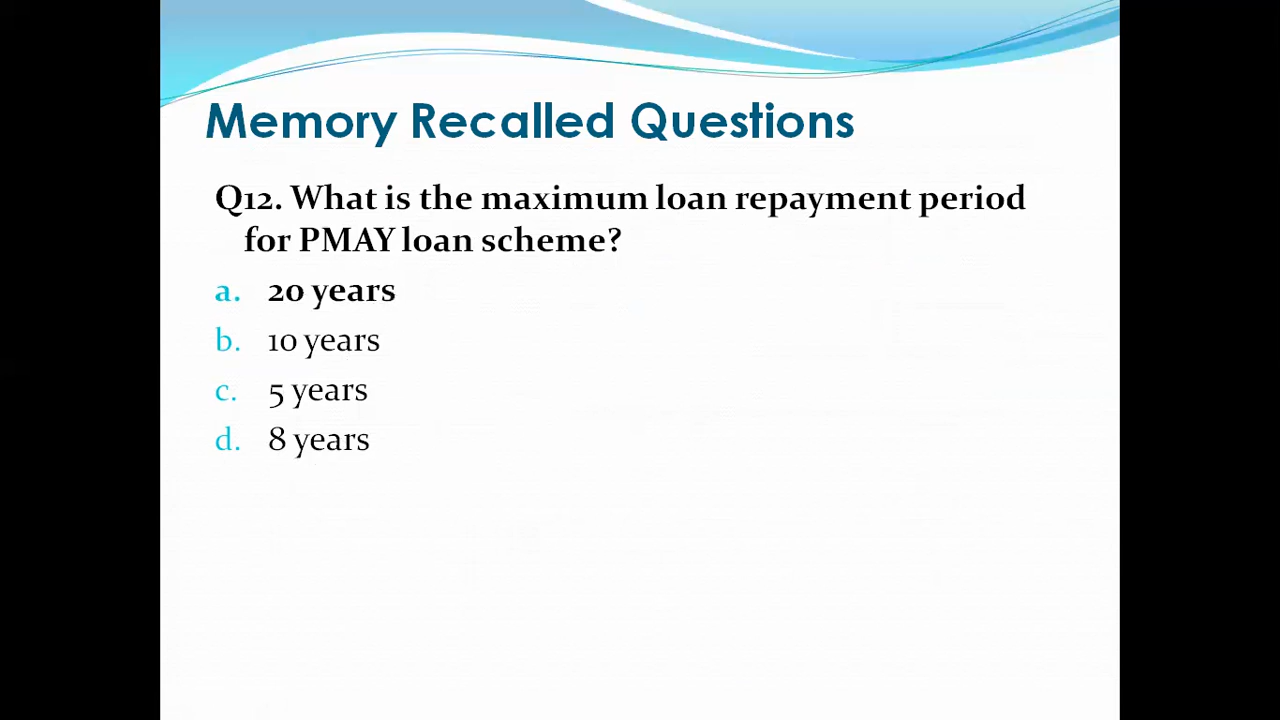 Memory Recalled Questions
Q12. What is the maximum loan repayment period
for PMAY loan scheme?
a. 20 years
b. 10 years
c. 5 years
d. 8 years